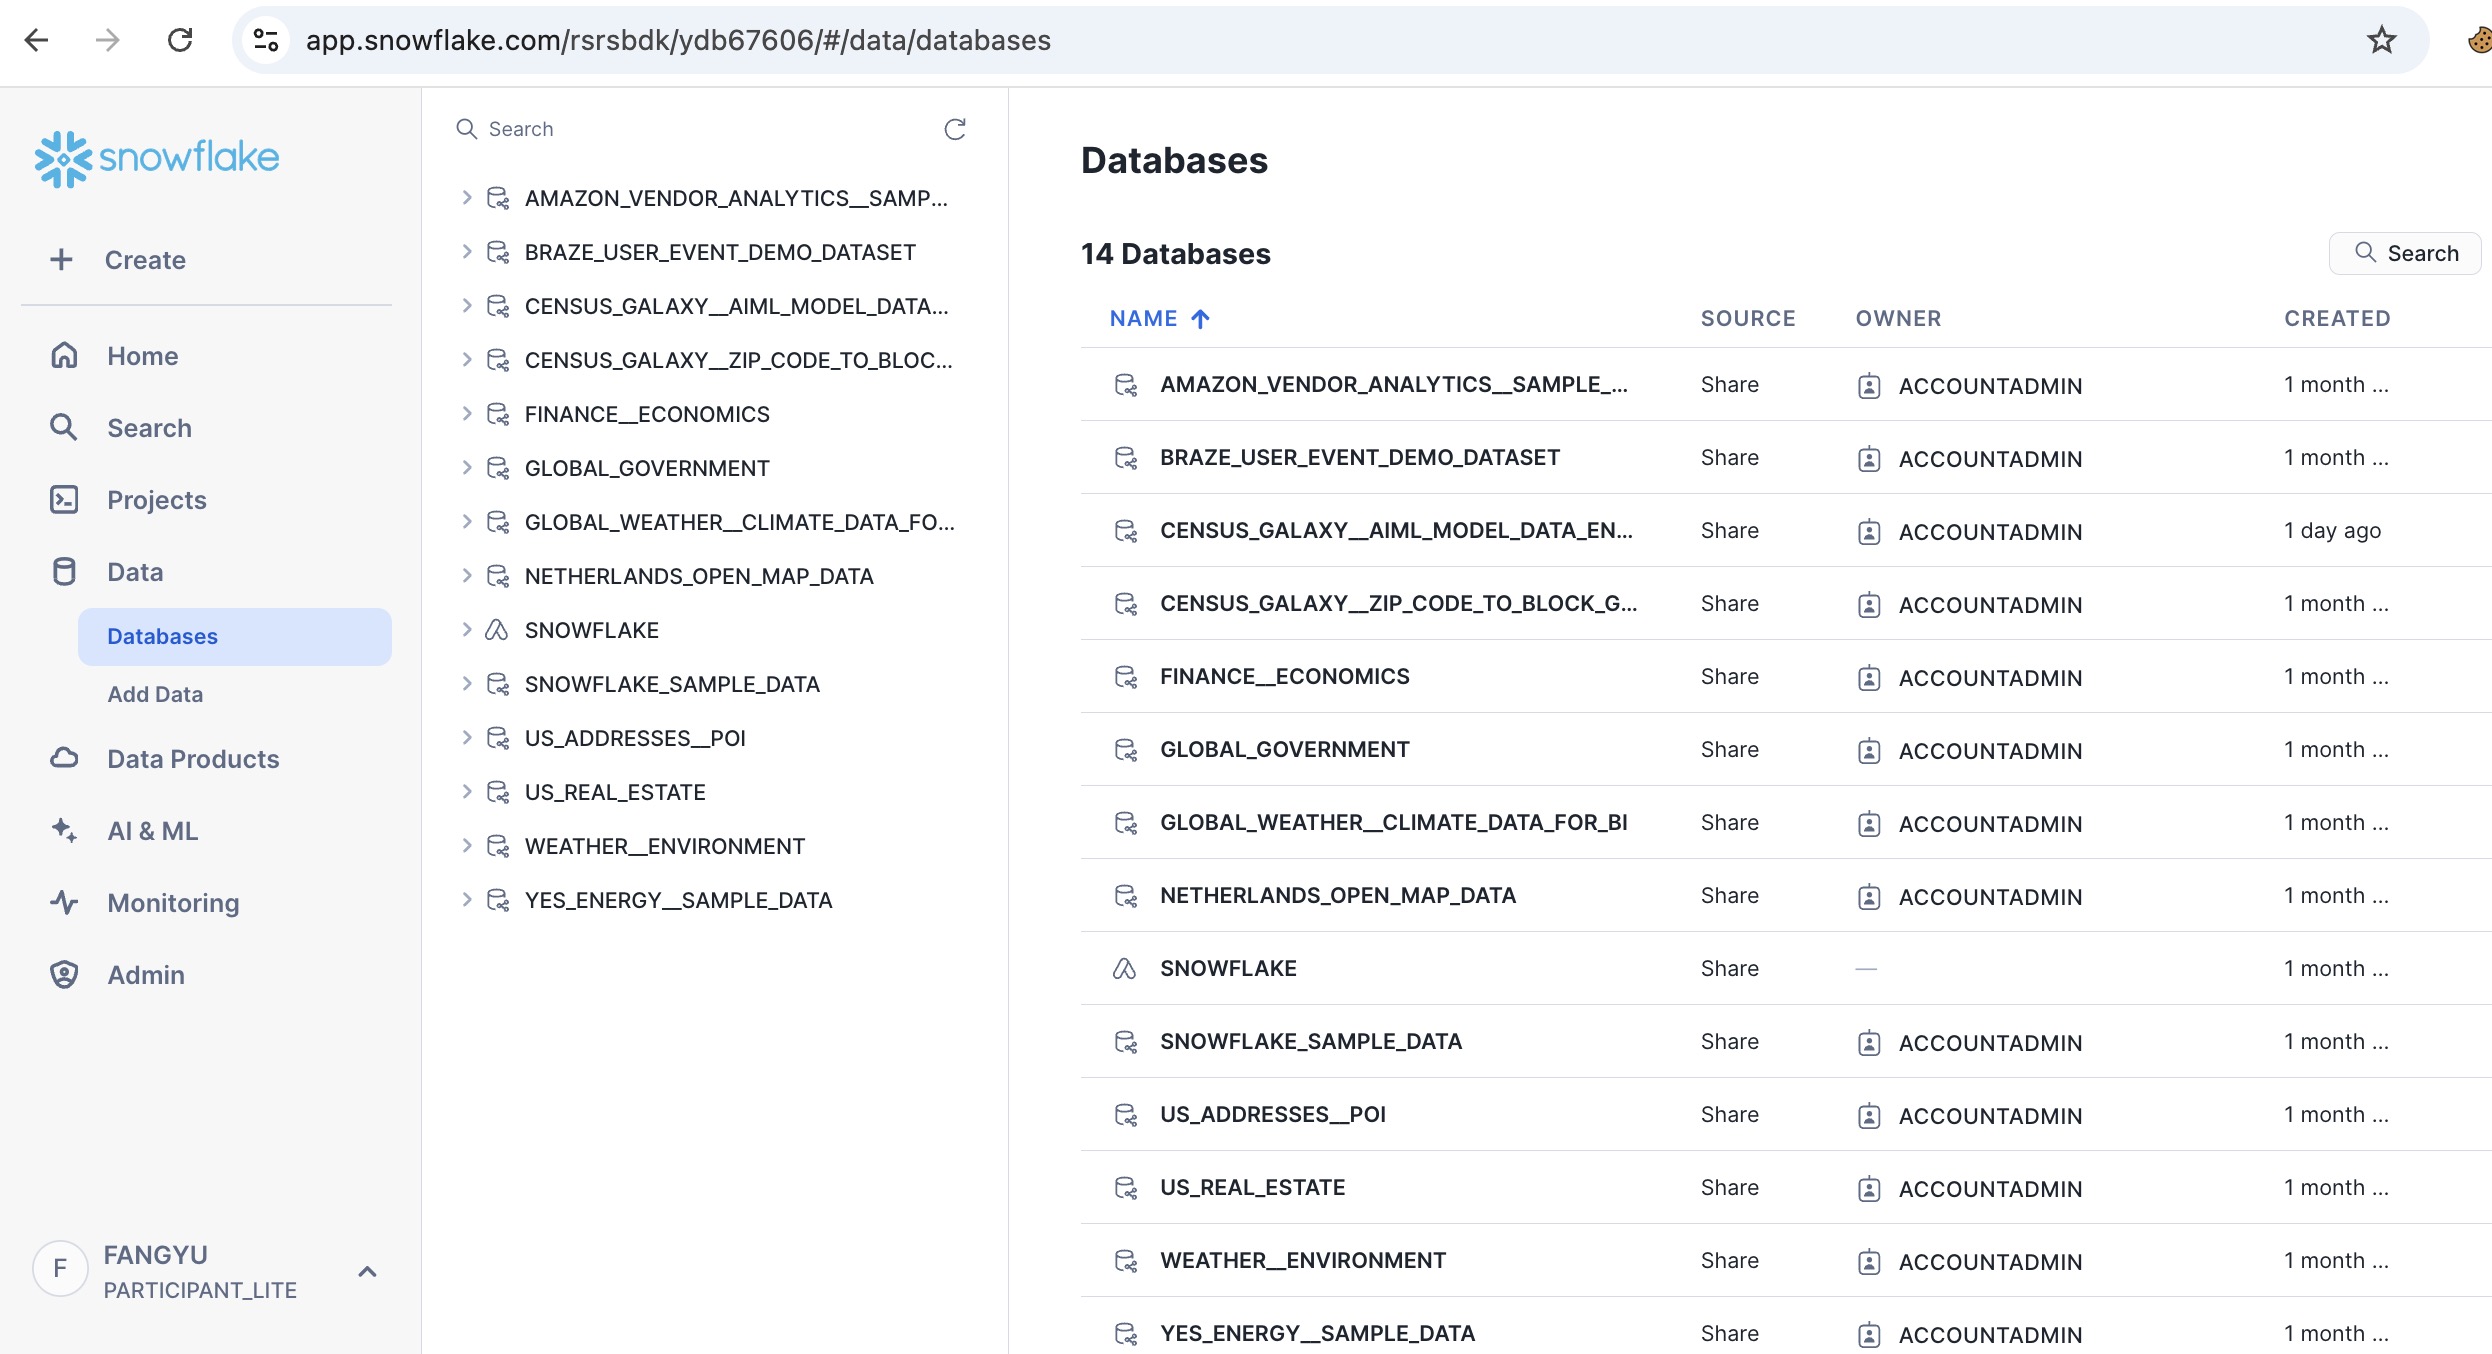 app.snowflake.com/rsrsbdk/ydb67606/#/data/databases
snowflake
Create
Home
Search
Projects
Data
Databases
Add Data
Data Products
AI & ML
Monitoring
Admin
F
FANGYU
PARTICIPANT_LITE
Search
AMAZON_VENDOR_ANALYTICS__SAMP...
BRAZE_USER_EVENT_DEMO_DATASET
CENSUS_GALAXY__AIML_MODEL_DATA...
CENSUS_GALAXY__ZIP_CODE_TO_BLOC...
FINANCE__ECONOMICS
GLOBAL_GOVERNMENT
GLOBAL_WEATHER__CLIMATE_DATA_FO...
NETHERLANDS_OPEN_MAP_DATA
SNOWFLAKE
SNOWFLAKE_SAMPLE_DATA
US_ADDRESSES__POI
US_REAL_ESTATE
WEATHER__ENVIRONMENT
YES_ENERGY__SAMPLE_DATA
Databases
14 Databases
Search
NAME SOURCE OWNER CREATED
AMAZON_VENDOR_ANALYTICS__SAMPLE_... Share ACCOUNTADMIN 1 month ...
BRAZE_USER_EVENT_DEMO_DATASET Share ACCOUNTADMIN 1 month ...
CENSUS_GALAXY__AIML_MODEL_DATA_EN... Share ACCOUNTADMIN 1 day ago
CENSUS_GALAXY__ZIP_CODE_TO_BLOCK_G... Share ACCOUNTADMIN 1 month ...
FINANCE__ECONOMICS Share ACCOUNTADMIN 1 month ...
GLOBAL_GOVERNMENT Share ACCOUNTADMIN 1 month ...
GLOBAL_WEATHER__CLIMATE_DATA_FOR_BI Share ACCOUNTADMIN 1 month ...
NETHERLANDS_OPEN_MAP_DATA Share ACCOUNTADMIN 1 month ...
SNOWFLAKE Share — 1 month ...
SNOWFLAKE_SAMPLE_DATA Share ACCOUNTADMIN 1 month ...
US_ADDRESSES__POI Share ACCOUNTADMIN 1 month ...
US_REAL_ESTATE Share ACCOUNTADMIN 1 month ...
WEATHER__ENVIRONMENT Share ACCOUNTADMIN 1 month ...
YES_ENERGY__SAMPLE_DATA Share ACCOUNTADMIN 1 month ...